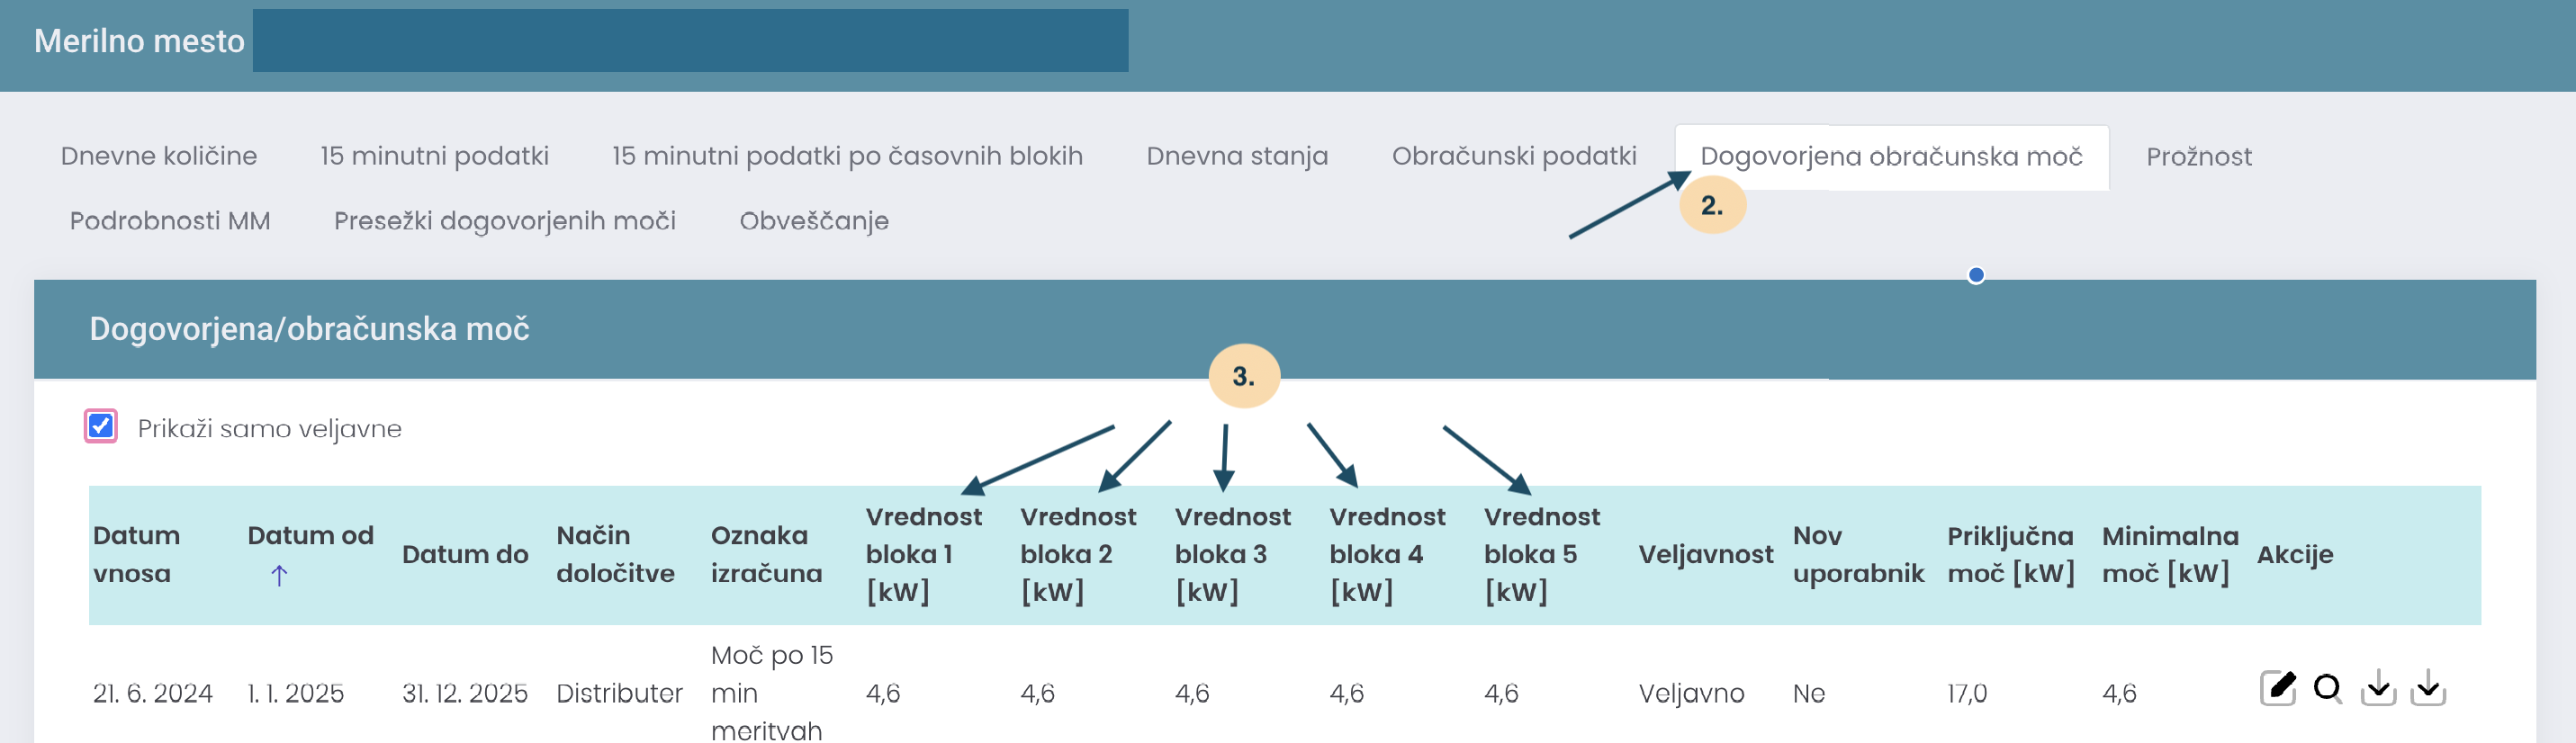 Merilno mesto
Dnevne količine 15 minutni podatki 15 minutni podatki po časovnih blokih Dnevna stanja Obračunski podatki Dogovorjena obračunska moč Prožnost
2.
Podrobnosti MM Presežki dogovorjenih moči Obveščanje
Dogovorjena/obračunska moč
3.
Prikaži samo veljavne
Datum
vnosa
Datum od
↑
Datum do
Način
določitve
Oznaka
izračuna
Vrednost
bloka 1
[kW]
Vrednost
bloka 2
[kW]
Vrednost
bloka 3
[kW]
Vrednost
bloka 4
[kW]
Vrednost
bloka 5
[kW]
Veljavnost
Nov
uporabnik
Priključna
moč [kW]
Minimalna
moč [kW]
Akcije
21. 6. 2024
1. 1. 2025
31. 12. 2025
Distributer
Moč po 15
min
meritvah
4,6
4,6
4,6
4,6
4,6
Veljavno
Ne
17,0
4,6